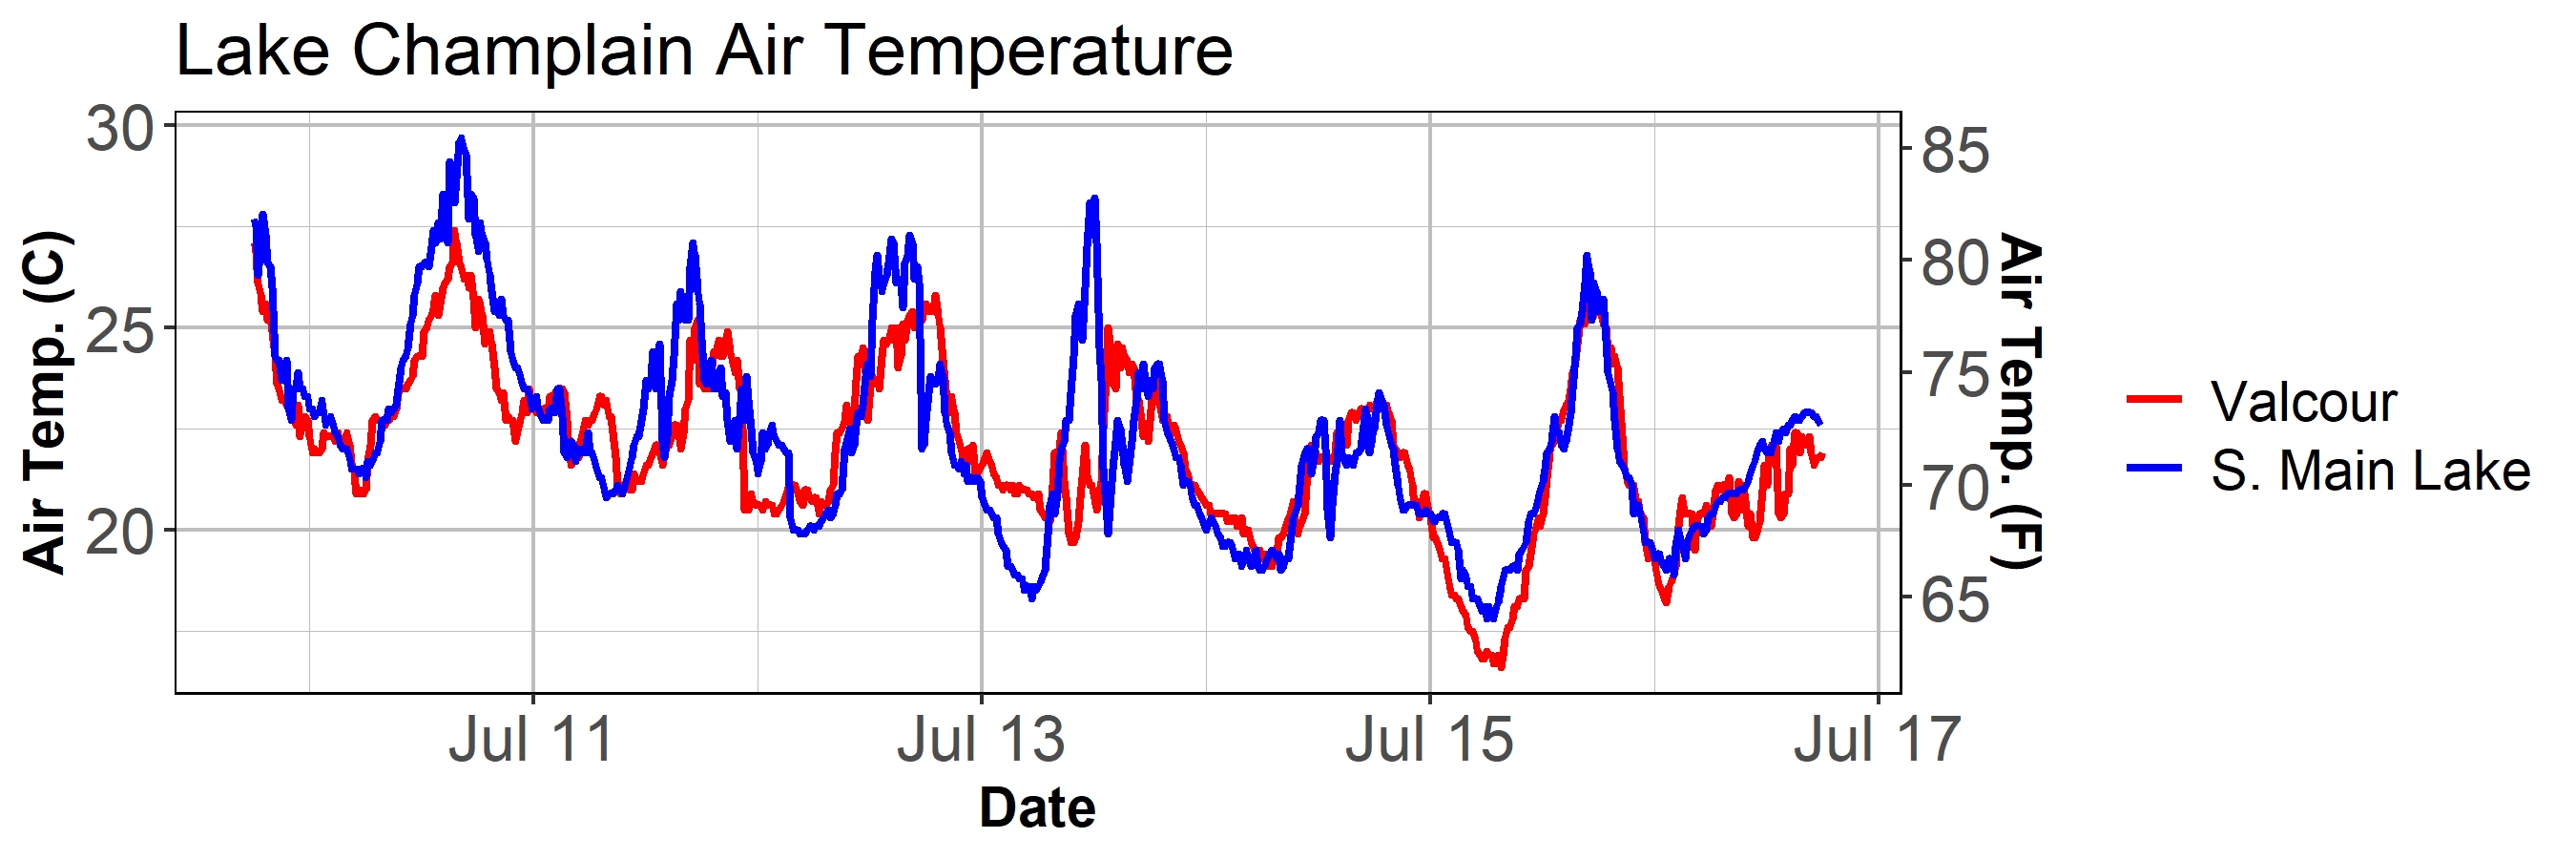 Lake Champlain Air Temperature
30
25
20
Air Temp. (C)
85
80
75
70
65
Air Temp. (F)
Jul 11
Jul 13
Jul 15
Jul 17
Date
Valcour
S. Main Lake